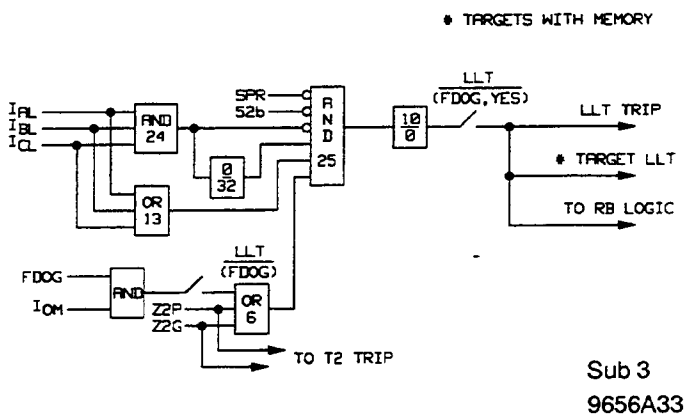 * TARGETS WITH MEMORY
LLT
(FDOG,YES)
SPR
52b
A
N
D
25
10
0
IAL
IBL
ICL
AND
24
0
32
OR
13
LLT TRIP
* TARGET LLT
TO RB LOGIC
LLT
(FDOG)
FDOG
IOM
AND
Z2P
Z2G
OR
6
TO T2 TRIP
Sub 3
9656A33